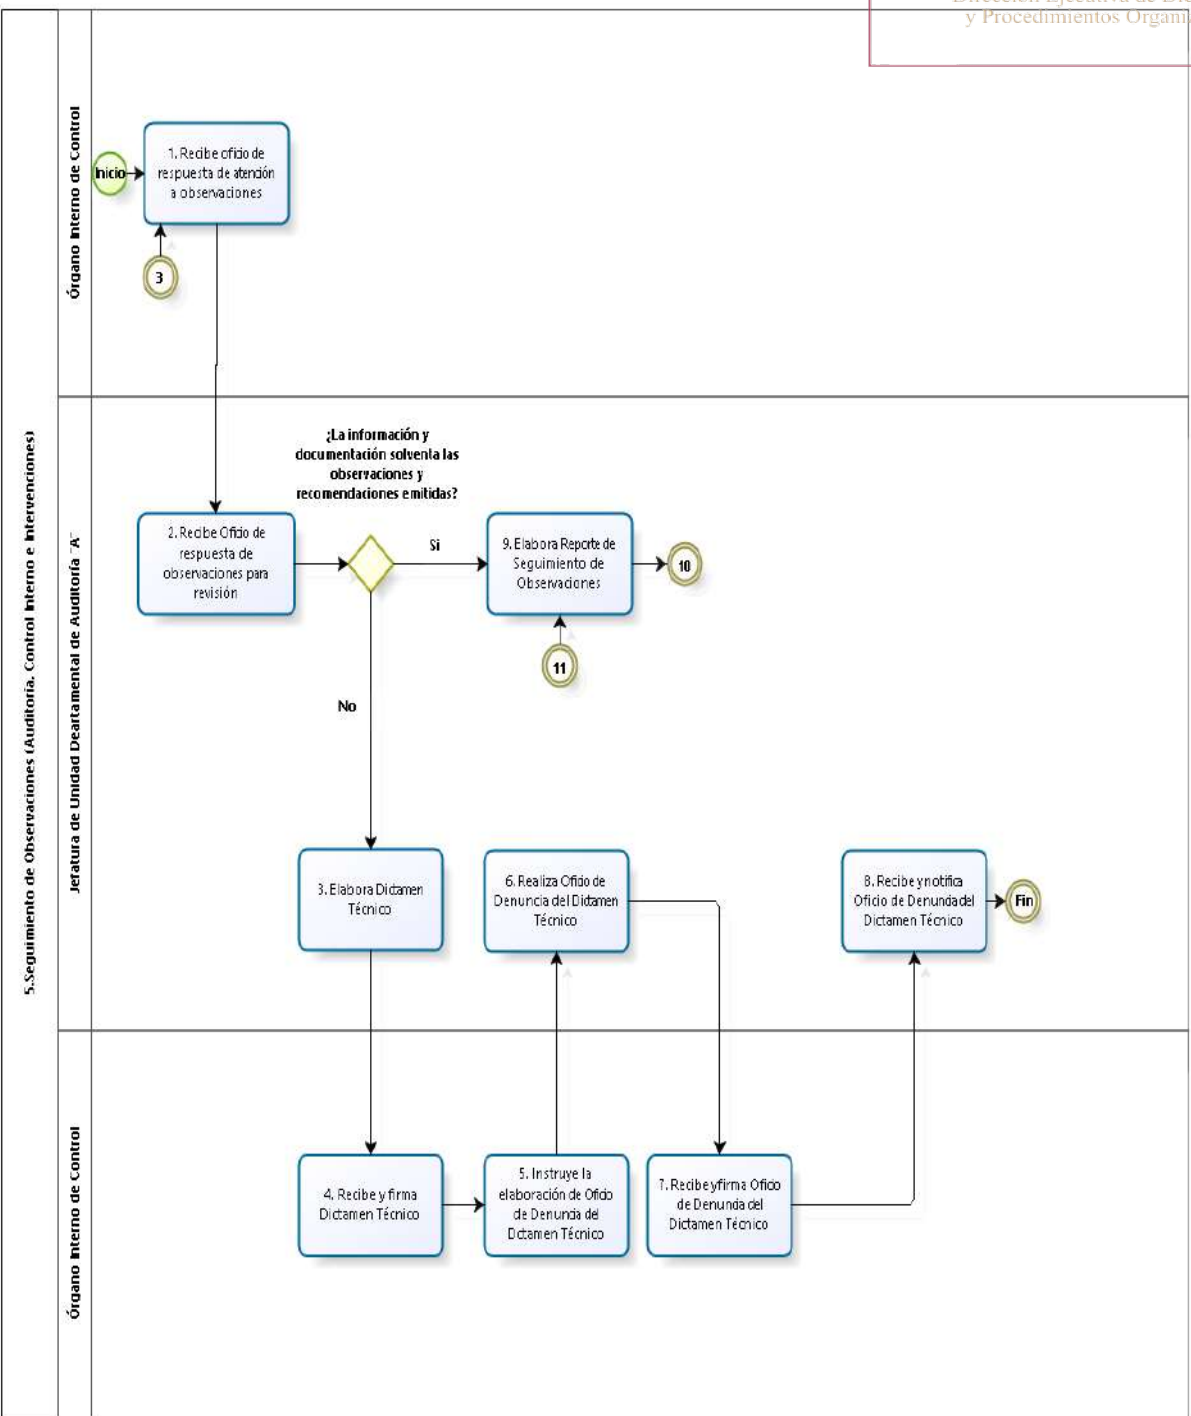 y Procedimientos Organi
5.Seguimiento de Observaciones (Auditoría, Control Interno e Intervenciones)
Órgano Interno de Control
Inicio
1. Recibe oficio de
respuesta de atención
a observaciones
3
Jefatura de Unidad Deartamental de Auditoría "A"
¿La información y
documentación solventa las
observaciones y
recomendaciones emitidas?
2. Recibe Oficio de
respuesta de
observaciones para
revisión
Si
9. Elabora Reporte de
Seguimiento de
Observaciones
10
11
No
3. Elabora Dictamen
Técnico
6. Realiza Oficio de
Denuncia del Dictamen
Técnico
8. Recibe y notifica
Oficio de Denuncia del
Dictamen Técnico
Fin
Órgano Interno de Control
4. Recibe y firma
Dictamen Técnico
5. Instruye la
elaboración de Oficio
de Denuncia del
Dictamen Técnico
7. Recibe y firma Oficio
de Denuncia del
Dictamen Técnico